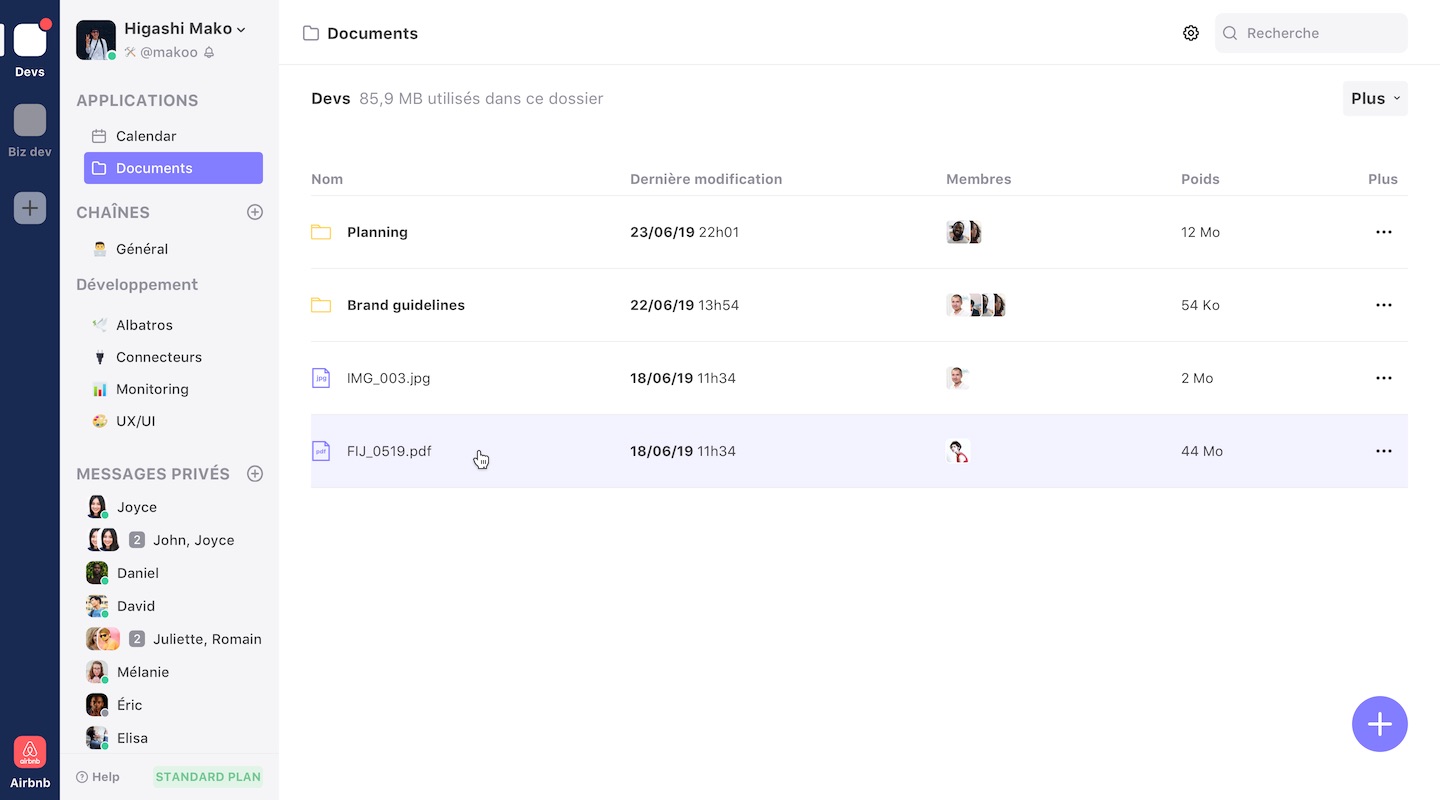 Devs
Biz dev
airbnb
Airbnb
Higashi Mako
@makoo
APPLICATIONS
Calendar
Documents
CHAÎNES
Général
Développement
Albatros
Connecteurs
Monitoring
UX/UI
MESSAGES PRIVÉS
Joyce
2 John, Joyce
Daniel
David
2 Juliette, Romain
Mélanie
Éric
Elisa
Help STANDARD PLAN
Documents
Recherche
Devs 85,9 MB utilisés dans ce dossier
Plus
Nom Dernière modification Membres Poids Plus
Planning 23/06/19 22h01 12 Mo
Brand guidelines 22/06/19 13h54 54 Ko
jpg IMG_003.jpg 18/06/19 11h34 2 Mo
pdf FIJ_0519.pdf 18/06/19 11h34 44 Mo